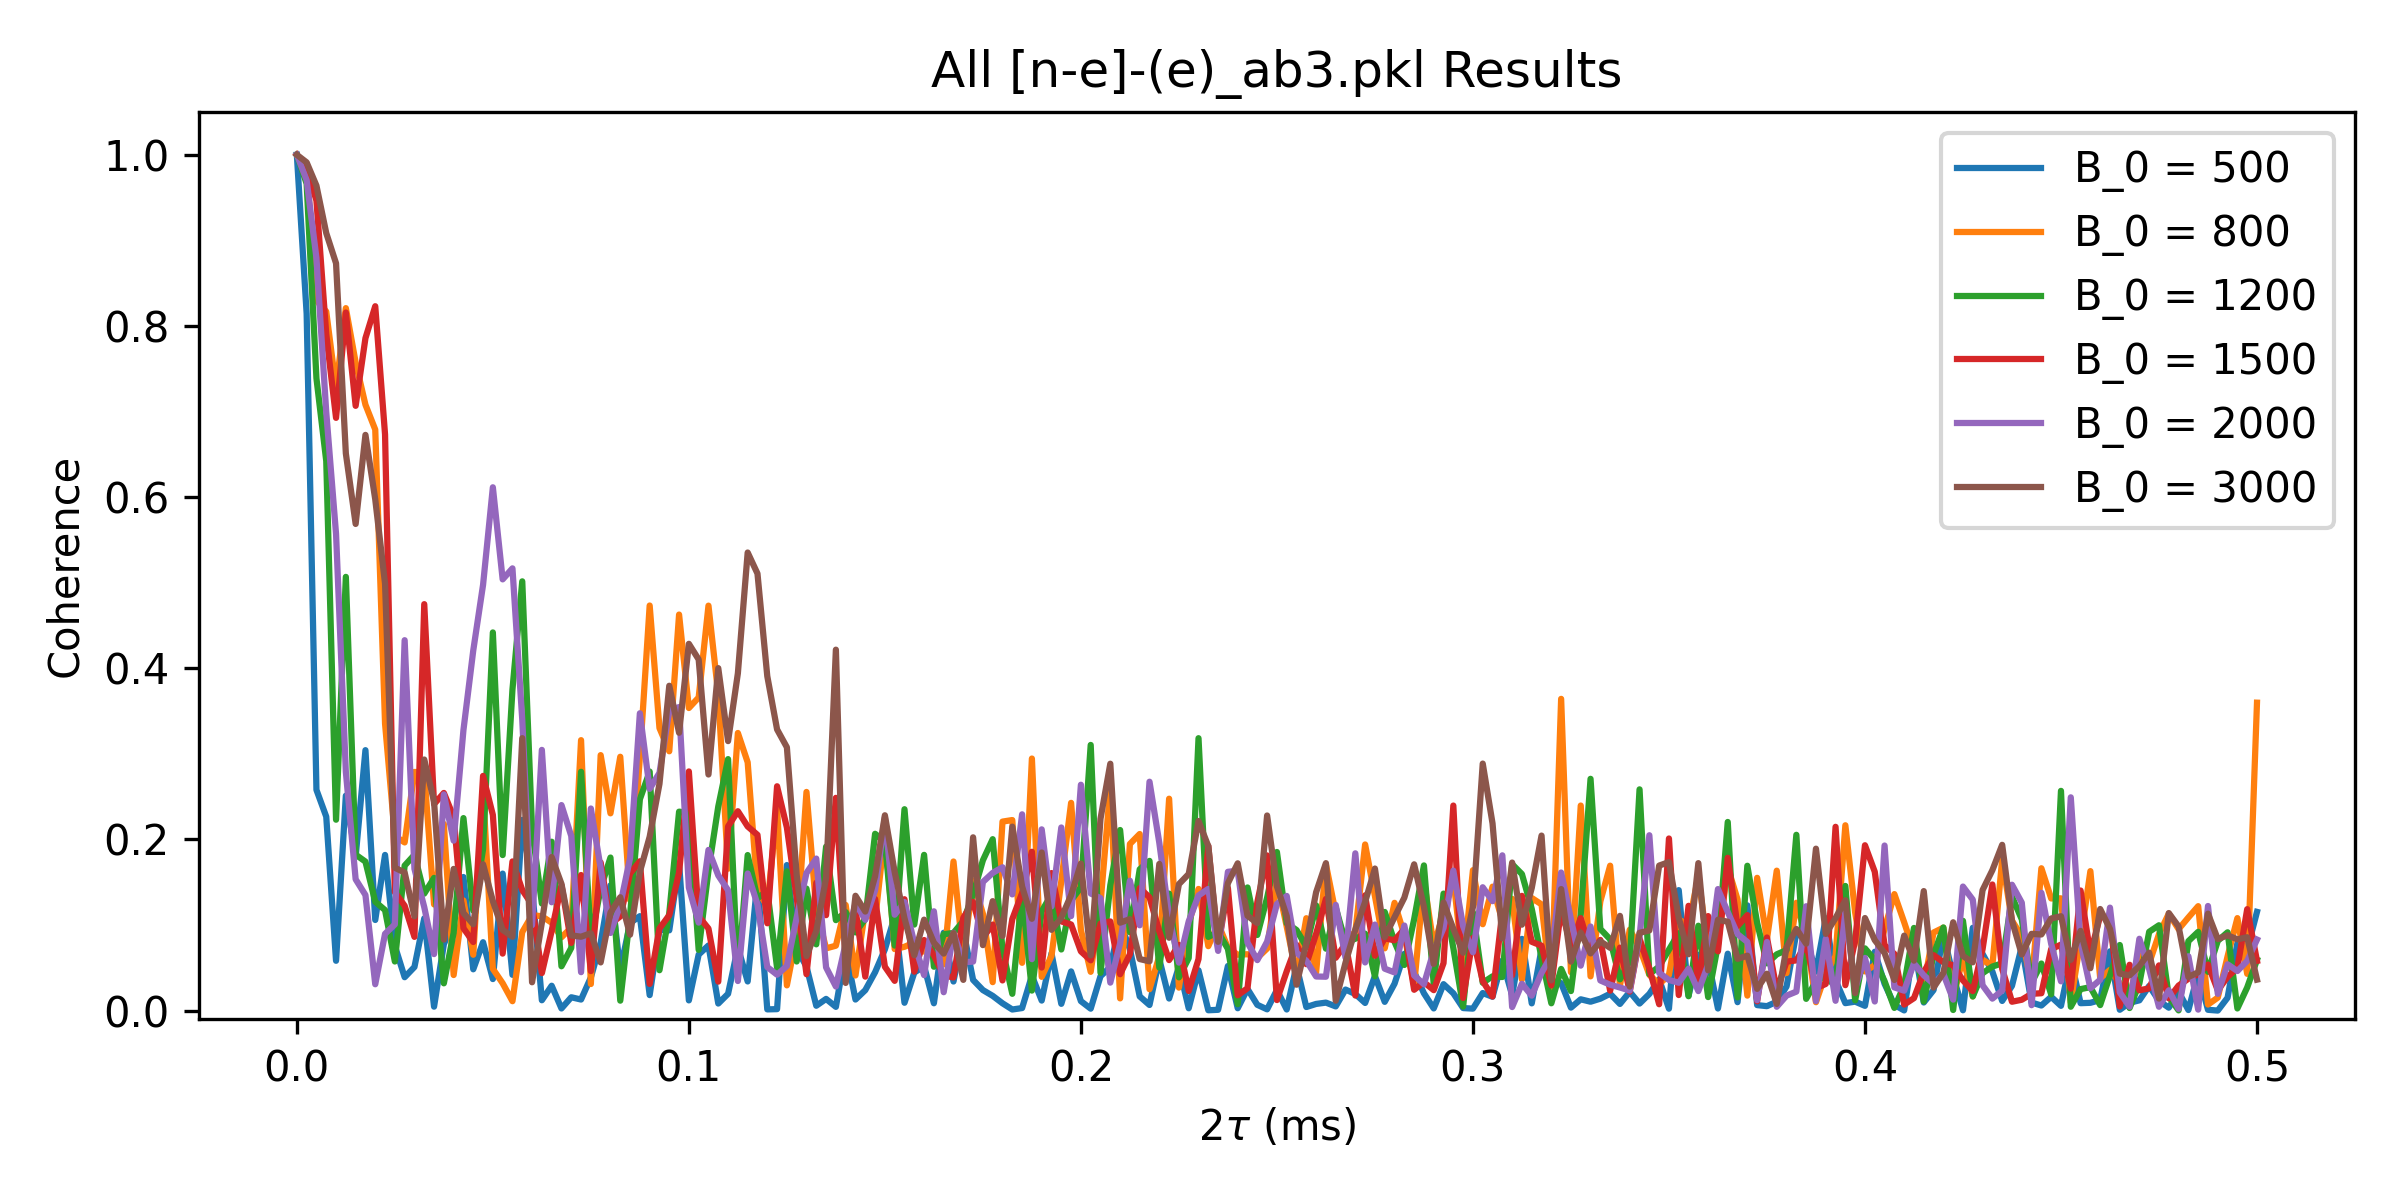 All [n-e]-(e)_ab3.pkl Results
Coherence
1.0
0.8
0.6
0.4
0.2
0.0
B_0 = 500
B_0 = 800
B_0 = 1200
B_0 = 1500
B_0 = 2000
B_0 = 3000
0.0 0.1 0.2 0.3 0.4 0.5
2τ (ms)